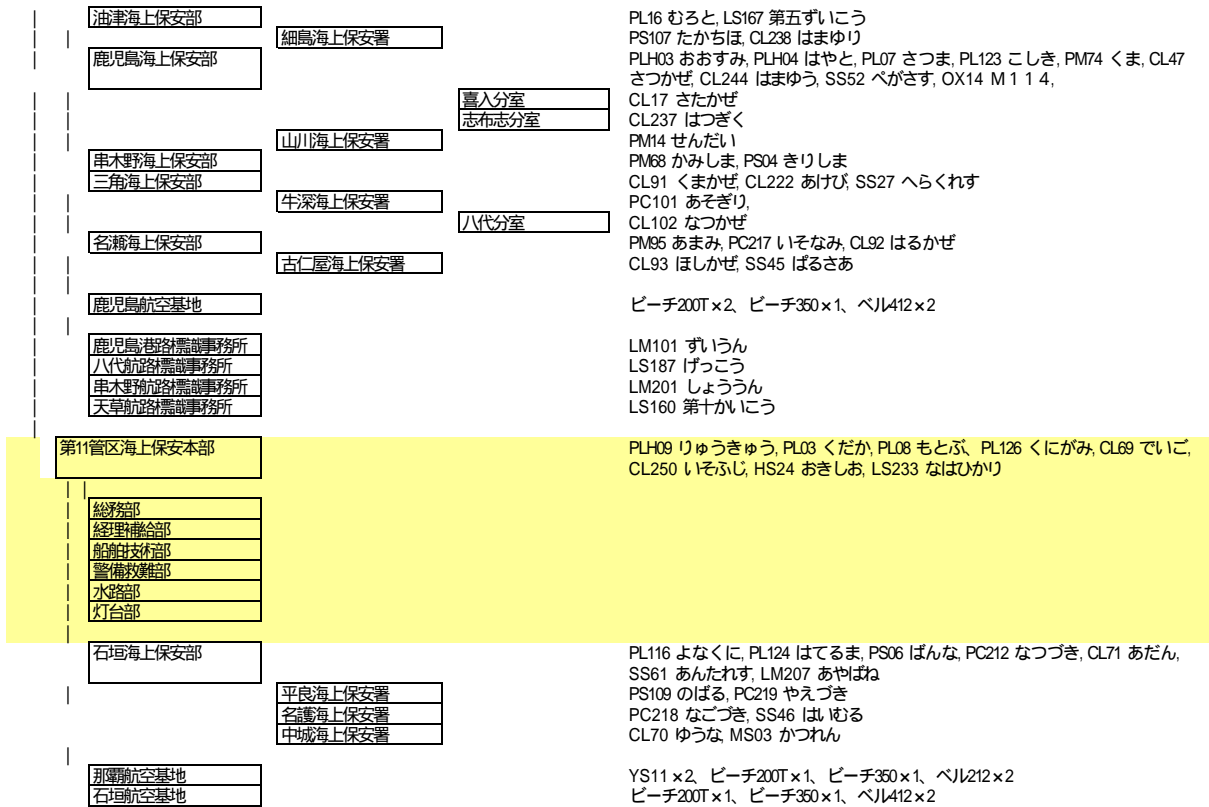 油津海上保安部 PL16 むろと, LS167 第五ずいこう
細島海上保安署 PS107 たかちほ, CL238 はまゆり
鹿児島海上保安部 PLH03 おおすみ, PLH04 はやと, PL07 さつま, PL123 こしき, PM74 くま, CL47
さつかぜ, CL244 はまゆう, SS52 ぺがさす, OX14 M114,
喜入分室 CL17 さたかぜ
志布志分室 CL237 はつぎく
山川海上保安署 PM14 せんだい
串木野海上保安部 PM68 かみしま, PS04 きりしま
三角海上保安部 CL91 くまかぜ, CL222 あけび, SS27 へらくれす
牛深海上保安署 PC101 あそぎり,
八代分室 CL102 なつかぜ
名瀬海上保安部 PM95 あまみ, PC217 いそなみ, CL92 はるかぜ
古仁屋海上保安署 CL93 ほしかぜ, SS45 ぱるさあ
鹿児島航空基地 ビーチ200T×2、ビーチ350×1、ベル412×2
鹿児島港路標識事務所 LM101 ずいうん
八代航路標識事務所 LS187 げっこう
串木野航路標識事務所 LM201 しょううん
天草航路標識事務所 LS160 第十かいこう
第11管区海上保安本部 PLH09 りゅうきゅう, PL03 くだか, PL08 もとぶ、PL126 くにがみ, CL69 でいご,
CL250 いそふじ, HS24 おきしお, LS233 なはひかり
総務部
経理補給部
船舶技術部
警備救難部
水路部
灯台部
石垣海上保安部 PL116 よなくに, PL124 はてるま, PS06 ばんな, PC212 なつづき, CL71 あだん,
SS61 あんたれす, LM207 あやばね
平良海上保安署 PS109 のばる, PC219 やえづき
名護海上保安署 PC218 なごづき, SS46 はいむる
中城海上保安署 CL70 ゆうな, MS03 かつれん
那覇航空基地 YS11×2、ビーチ200T×1、ビーチ350×1、ベル212×2
石垣航空基地 ビーチ200T×1、ビーチ350×1、ベル412×2